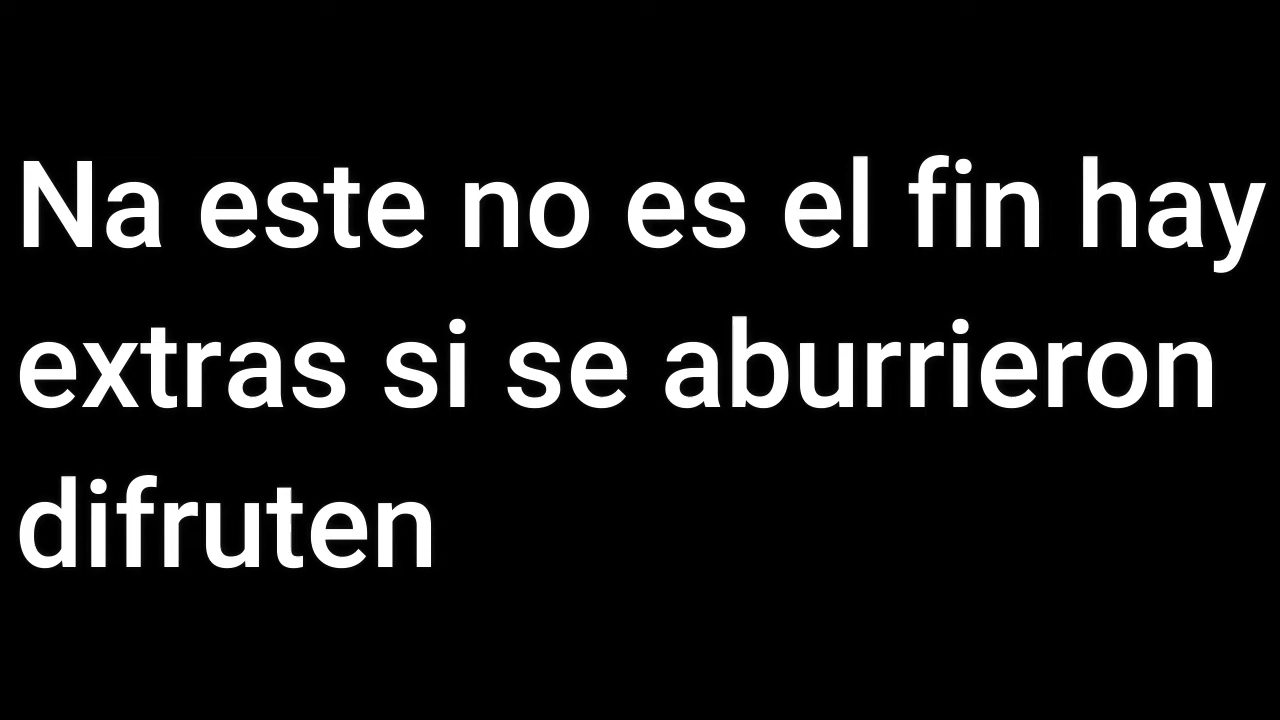 Na este no es el fin hay
extras si se aburrieron
difruten